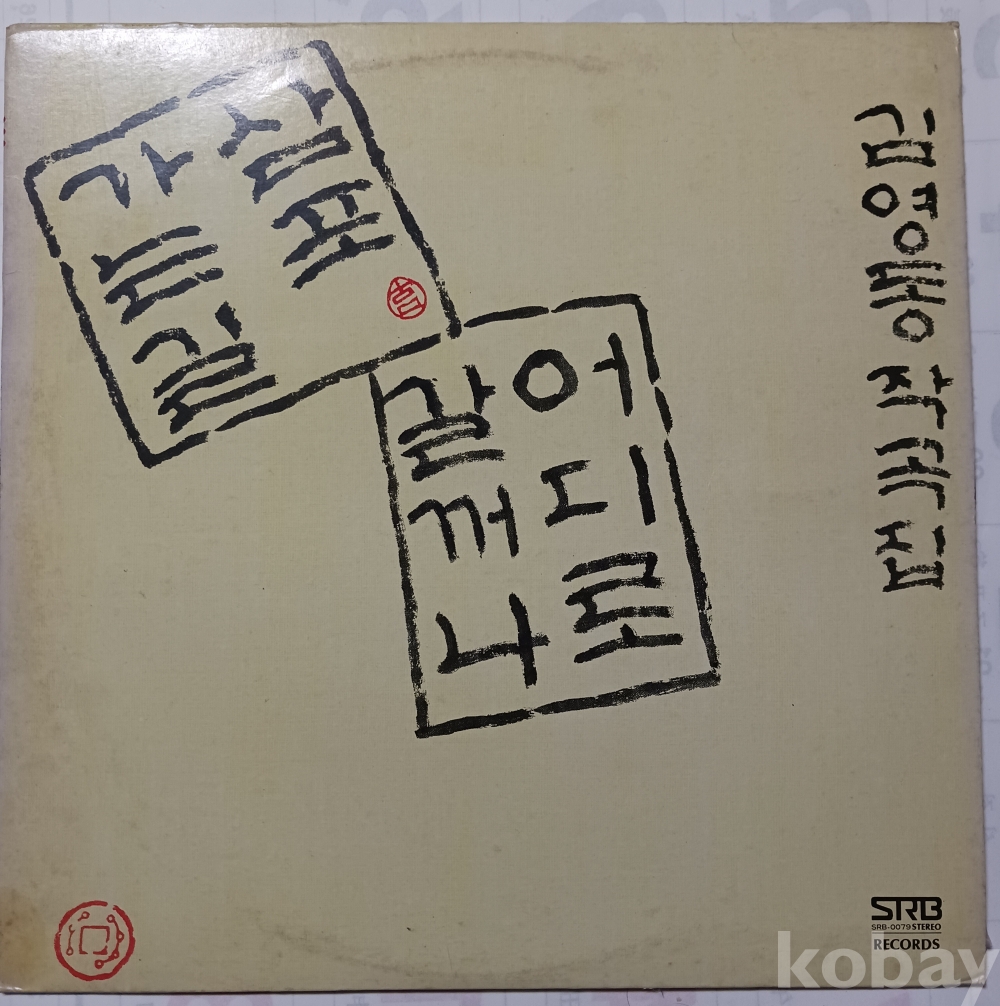 삼포
가는길
어디로
갈꺼나
김영동 작곡집
SRB
SRB-0079 STEREO
RECORDS
kobay